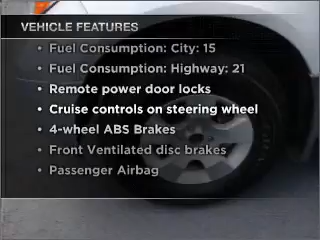 VEHICLE FEATURES
• Fuel Consumption: City: 15
• Fuel Consumption: Highway: 21
• Remote power door locks
• Cruise controls on steering wheel
• 4-wheel ABS Brakes
• Front Ventilated disc brakes
• Passenger Airbag